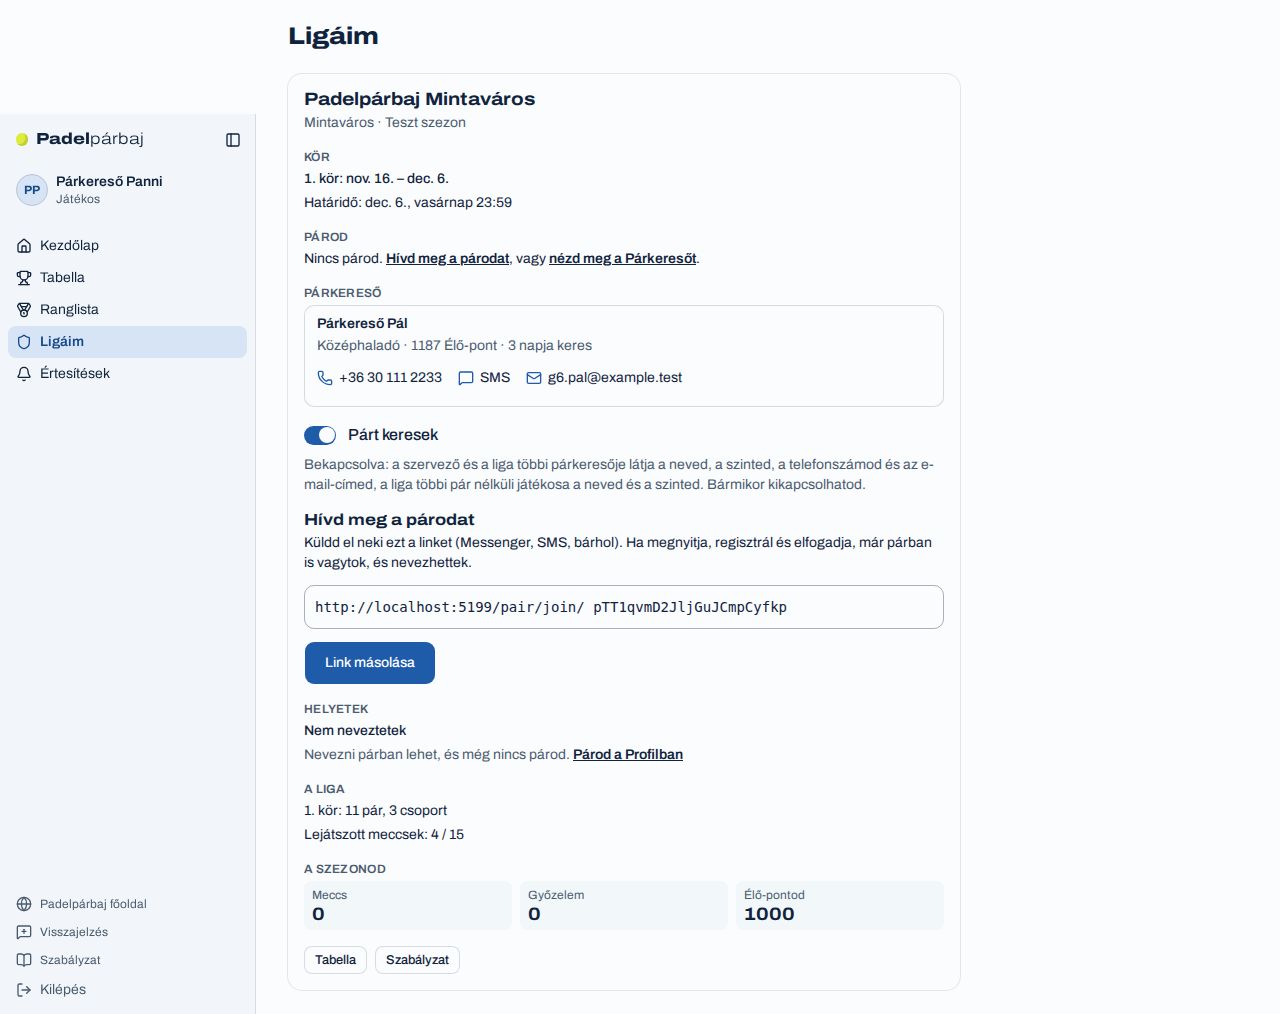 Ligáim
Padelpárbaj
PP
Párkereső Panni
Játékos
Kezdőlap
Tabella
Ranglista
Ligáim
Értesítések
Padelpárbaj főoldal
Visszajelzés
Szabályzat
Kilépés
Padelpárbaj Mintaváros
Mintaváros · Teszt szezon
KÖR
1. kör: nov. 16. – dec. 6.
Határidő: dec. 6., vasárnap 23:59
PÁROD
Nincs párod. Hívd meg a párodat, vagy nézd meg a Párkeresőt.
PÁRKERESŐ
Párkereső Pál
Középhaladó · 1187 Élő-pont · 3 napja keres
+36 30 111 2233 SMS g6.pal@example.test
Párt keresek
Bekapcsolva: a szervező és a liga többi párkeresője látja a neved, a szinted, a telefonszámod és az e-
mail-címed, a liga többi pár nélküli játékosa a neved és a szinted. Bármikor kikapcsolhatod.
Hívd meg a párodat
Küldd el neki ezt a linket (Messenger, SMS, bárhol). Ha megnyitja, regisztrál és elfogadja, már párban
is vagytok, és nevezhettek.
http://localhost:5199/pair/join/ pTT1qvmD2JljGuJCmpCyfkp
Link másolása
HELYETEK
Nem neveztetek
Nevezni párban lehet, és még nincs párod. Párod a Profilban
A LIGA
1. kör: 11 pár, 3 csoport
Lejátszott meccsek: 4 / 15
A SZEZONOD
Meccs
0
Győzelem
0
Élő-pontod
1000
Tabella
Szabályzat